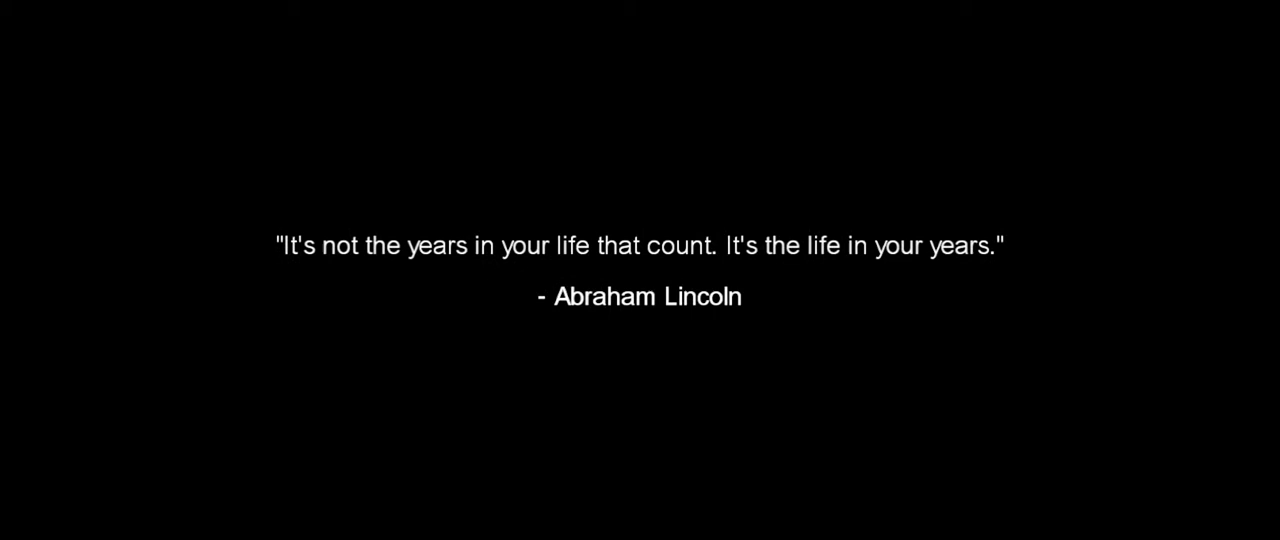 "It's not the years in your life that count. It's the life in your years."
- Abraham Lincoln